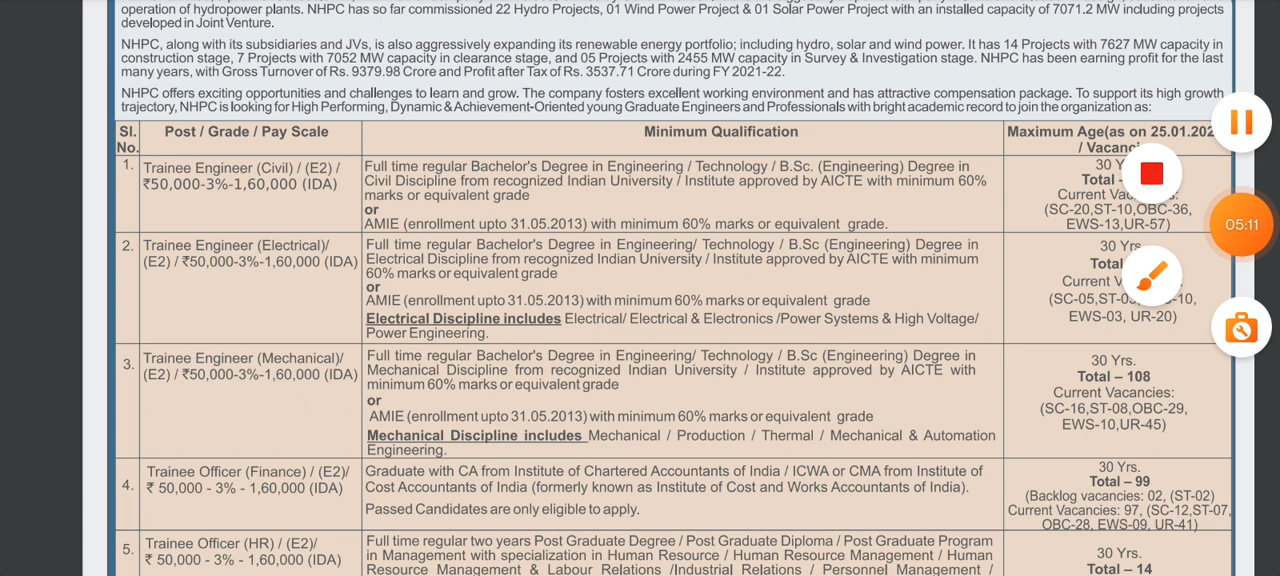 operation of hydropower plants. NHPC has so far commissioned 22 Hydro Projects, 01 Wind Power Project & 01 Solar Power Project with an installed capacity of 7071.2 MW including projects
developed in Joint Venture.
NHPC, along with its subsidiaries and JVs, is also aggressively expanding its renewable energy portfolio; including hydro, solar and wind power. It has 14 Projects with 7627 MW capacity in
construction stage, 7 Projects with 7052 MW capacity in clearance stage, and 05 Projects with 2455 MW capacity in Survey & Investigation stage. NHPC has been earning profit for the last
many years, with Gross Turnover of Rs. 9379.98 Crore and Profit after Tax of Rs. 3537.71 Crore during FY 2021-22.
NHPC offers exciting opportunities and challenges to learn and grow. The company fosters excellent working environment and has attractive compensation package. To support its high growth
trajectory, NHPC is looking for High Performing, Dynamic & Achievement-Oriented young Graduate Engineers and Professionals with bright academic record to join the organization as:
Sl. No.
Post / Grade / Pay Scale
Minimum Qualification
Maximum Age(as on 25.01.202
/
1.
Trainee Engineer (Civil) / (E2) /
₹50,000-3%-1,60,000 (IDA)
Full time regular Bachelor's Degree in Engineering / Technology / B.Sc. (Engineering) Degree in
Civil Discipline from recognized Indian University / Institute approved by AICTE with minimum 60%
marks or equivalent grade
or
AMIE (enrollment upto 31.05.2013) with minimum 60% marks or equivalent grade.
30
Total -
Current
(SC-20,ST-10,OBC-36,
EWS-13,UR-57)
2.
Trainee Engineer (Electrical)/
(E2) / ₹50,000-3%-1,60,000 (IDA)
Full time regular Bachelor's Degree in Engineering/ Technology / B.Sc (Engineering) Degree in
Electrical Discipline from recognized Indian University / Institute approved by AICTE with minimum
60% marks or equivalent grade
or
AMIE (enrollment upto 31.05.2013) with minimum 60% marks or equivalent grade
Electrical Discipline includes Electrical/ Electrical & Electronics /Power Systems & High Voltage/
Power Engineering.
30 Yrs
Total
Current
(SC-05, -10,
EWS-03, UR-20)
3.
Trainee Engineer (Mechanical)/
(E2) / ₹50,000-3%-1,60,000 (IDA)
Full time regular Bachelor's Degree in Engineering/ Technology / B.Sc (Engineering) Degree in
Mechanical Discipline from recognized Indian University / Institute approved by AICTE with
minimum 60% marks or equivalent grade
or
AMIE (enrollment upto 31.05.2013) with minimum 60% marks or equivalent grade
Mechanical Discipline includes Mechanical / Production / Thermal / Mechanical & Automation
Engineering.
30 Yrs.
Total – 108
Current Vacancies:
(SC-16,ST-08,OBC-29,
EWS-10,UR-45)
4.
Trainee Officer (Finance) / (E2)/
₹ 50,000 - 3% - 1,60,000 (IDA)
Graduate with CA from Institute of Chartered Accountants of India / ICWA or CMA from Institute of
Cost Accountants of India (formerly known as Institute of Cost and Works Accountants of India).
Passed Candidates are only eligible to apply.
30 Yrs.
Total – 99
(Backlog vacancies: 02, (ST-02)
Current Vacancies: 97, (SC-12,ST-07,
OBC-28, EWS-09, UR-41)
5.
Trainee Officer (HR) / (E2)/
₹ 50,000 - 3% - 1,60,000 (IDA)
Full time regular two years Post Graduate Degree / Post Graduate Diploma / Post Graduate Program
in Management with specialization in Human Resource / Human Resource Management / Human
Resource Management & Labour Relations /Industrial Relations / Personnel Management /
30 Yrs.
Total – 14
05:11